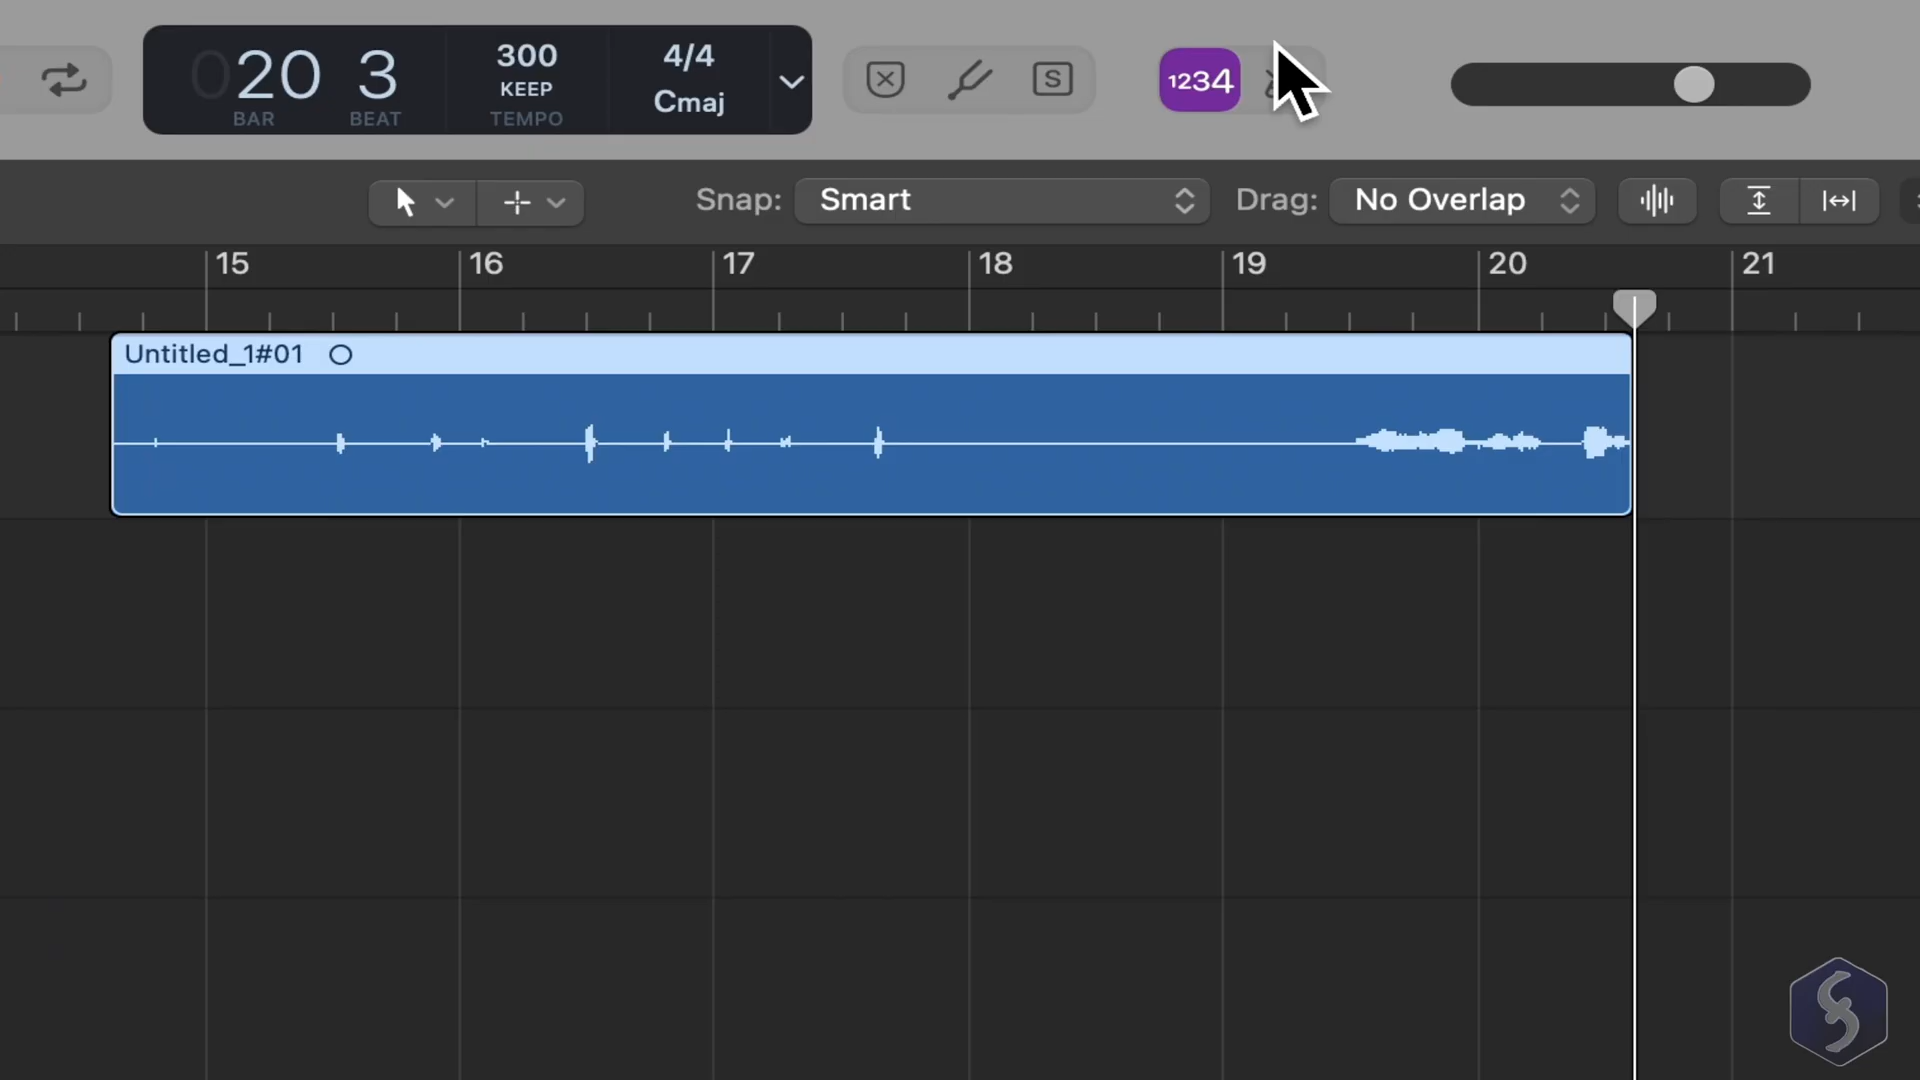 020 3
BAR BEAT
300
KEEP
TEMPO
4/4
Cmaj
S
1234
Snap: Smart
Drag: No Overlap
15 16 17 18 19 20 21
Untitled_1#01